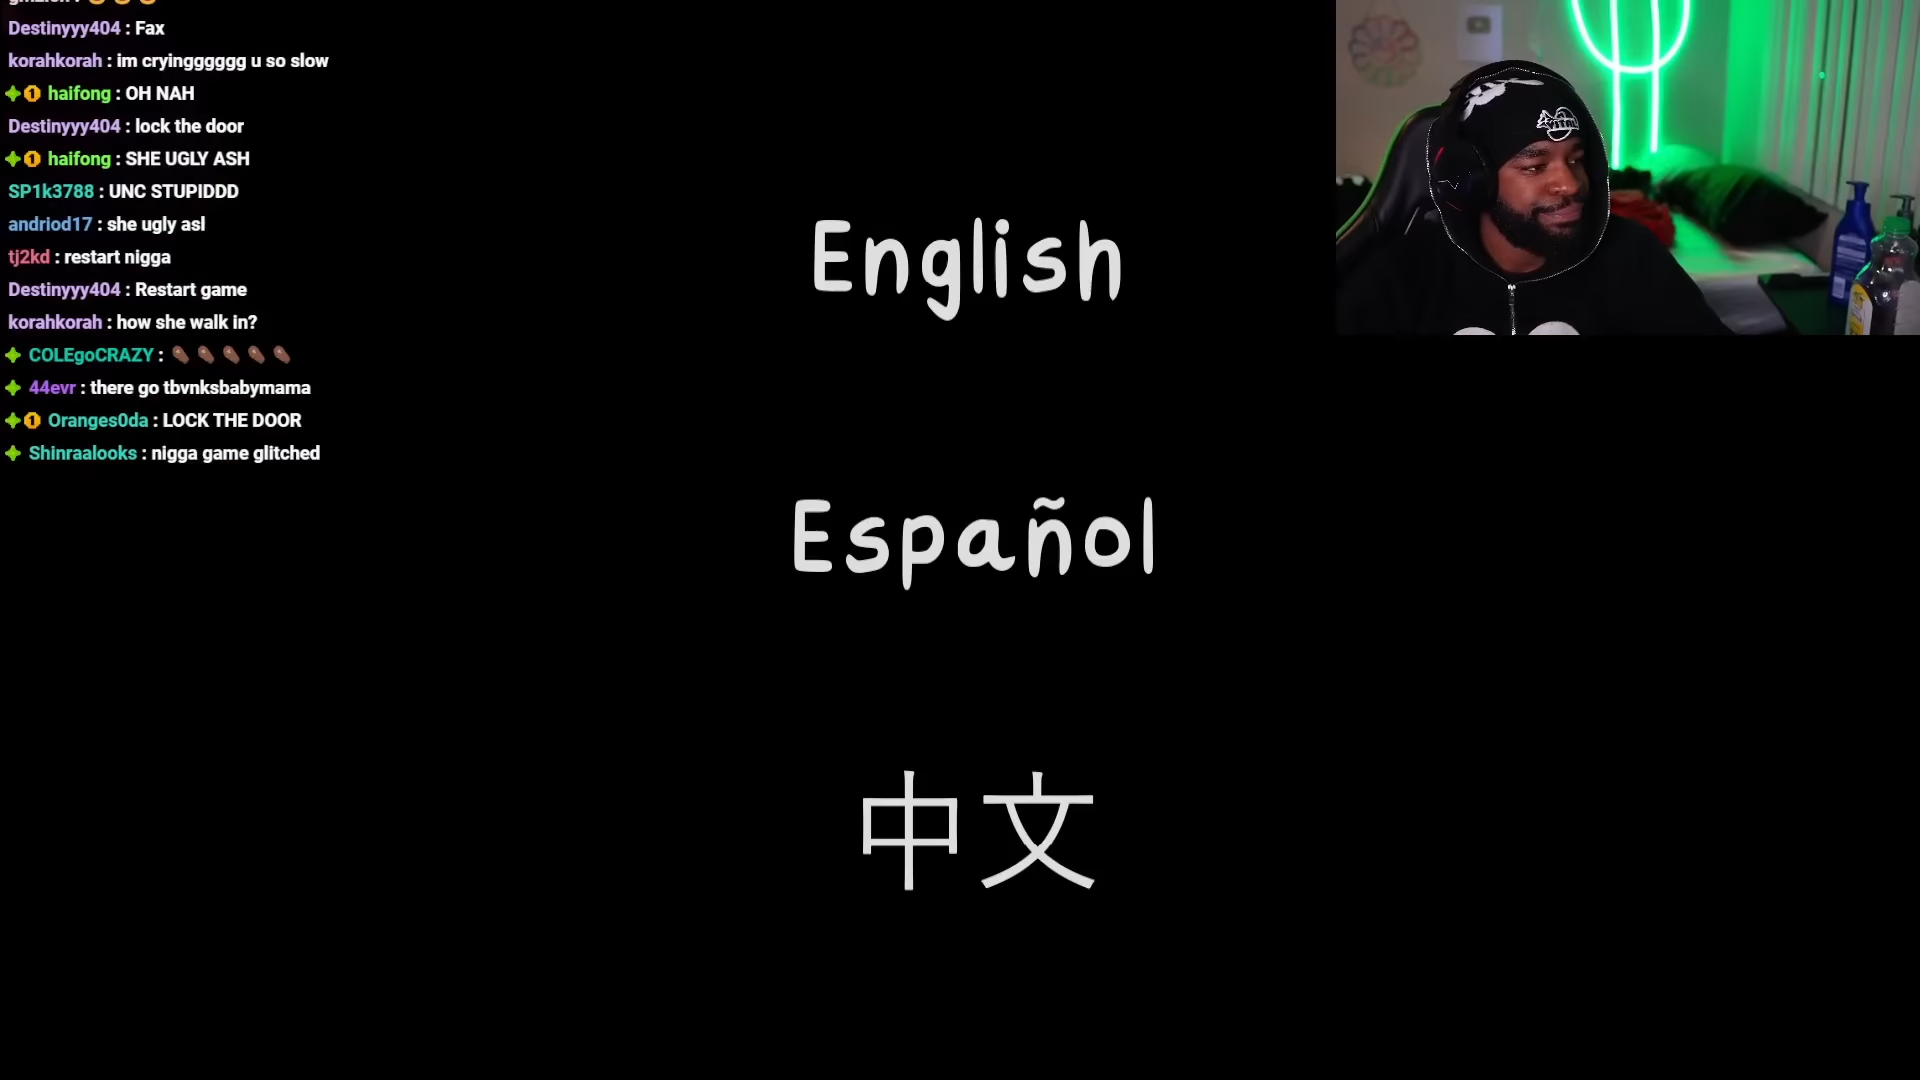 Destinyyy404 : Fax
korahkorah : im cryingggggg u so slow
haifong : OH NAH
Destinyyy404 : lock the door
haifong : SHE UGLY ASH
SP1k3788 : UNC STUPIDDD
andriod17 : she ugly asl
tj2kd : restart nigga
Destinyyy404 : Restart game
korahkorah : how she walk in?
COLEgoCRAZY :
44evr : there go tbvnksbabymama
Oranges0da : LOCK THE DOOR
Shinraalooks : nigga game glitched
English
Español
中文